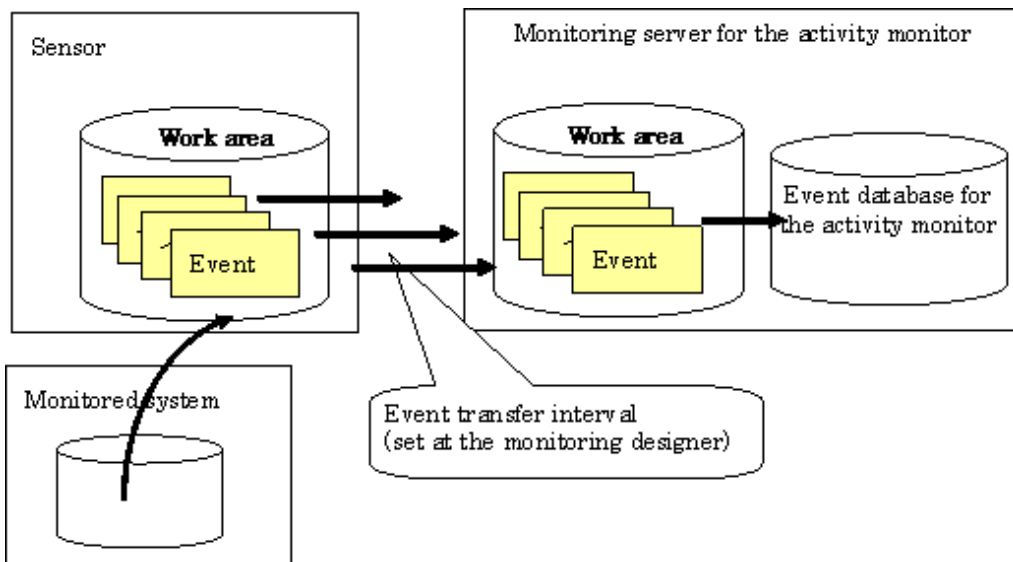 Sensor
Work area
Event
Monitoring server for the activity monitor
Work area
Event
Event database for
the activity monitor
Monitored system
Event transfer interval
(set at the monitoring designer)